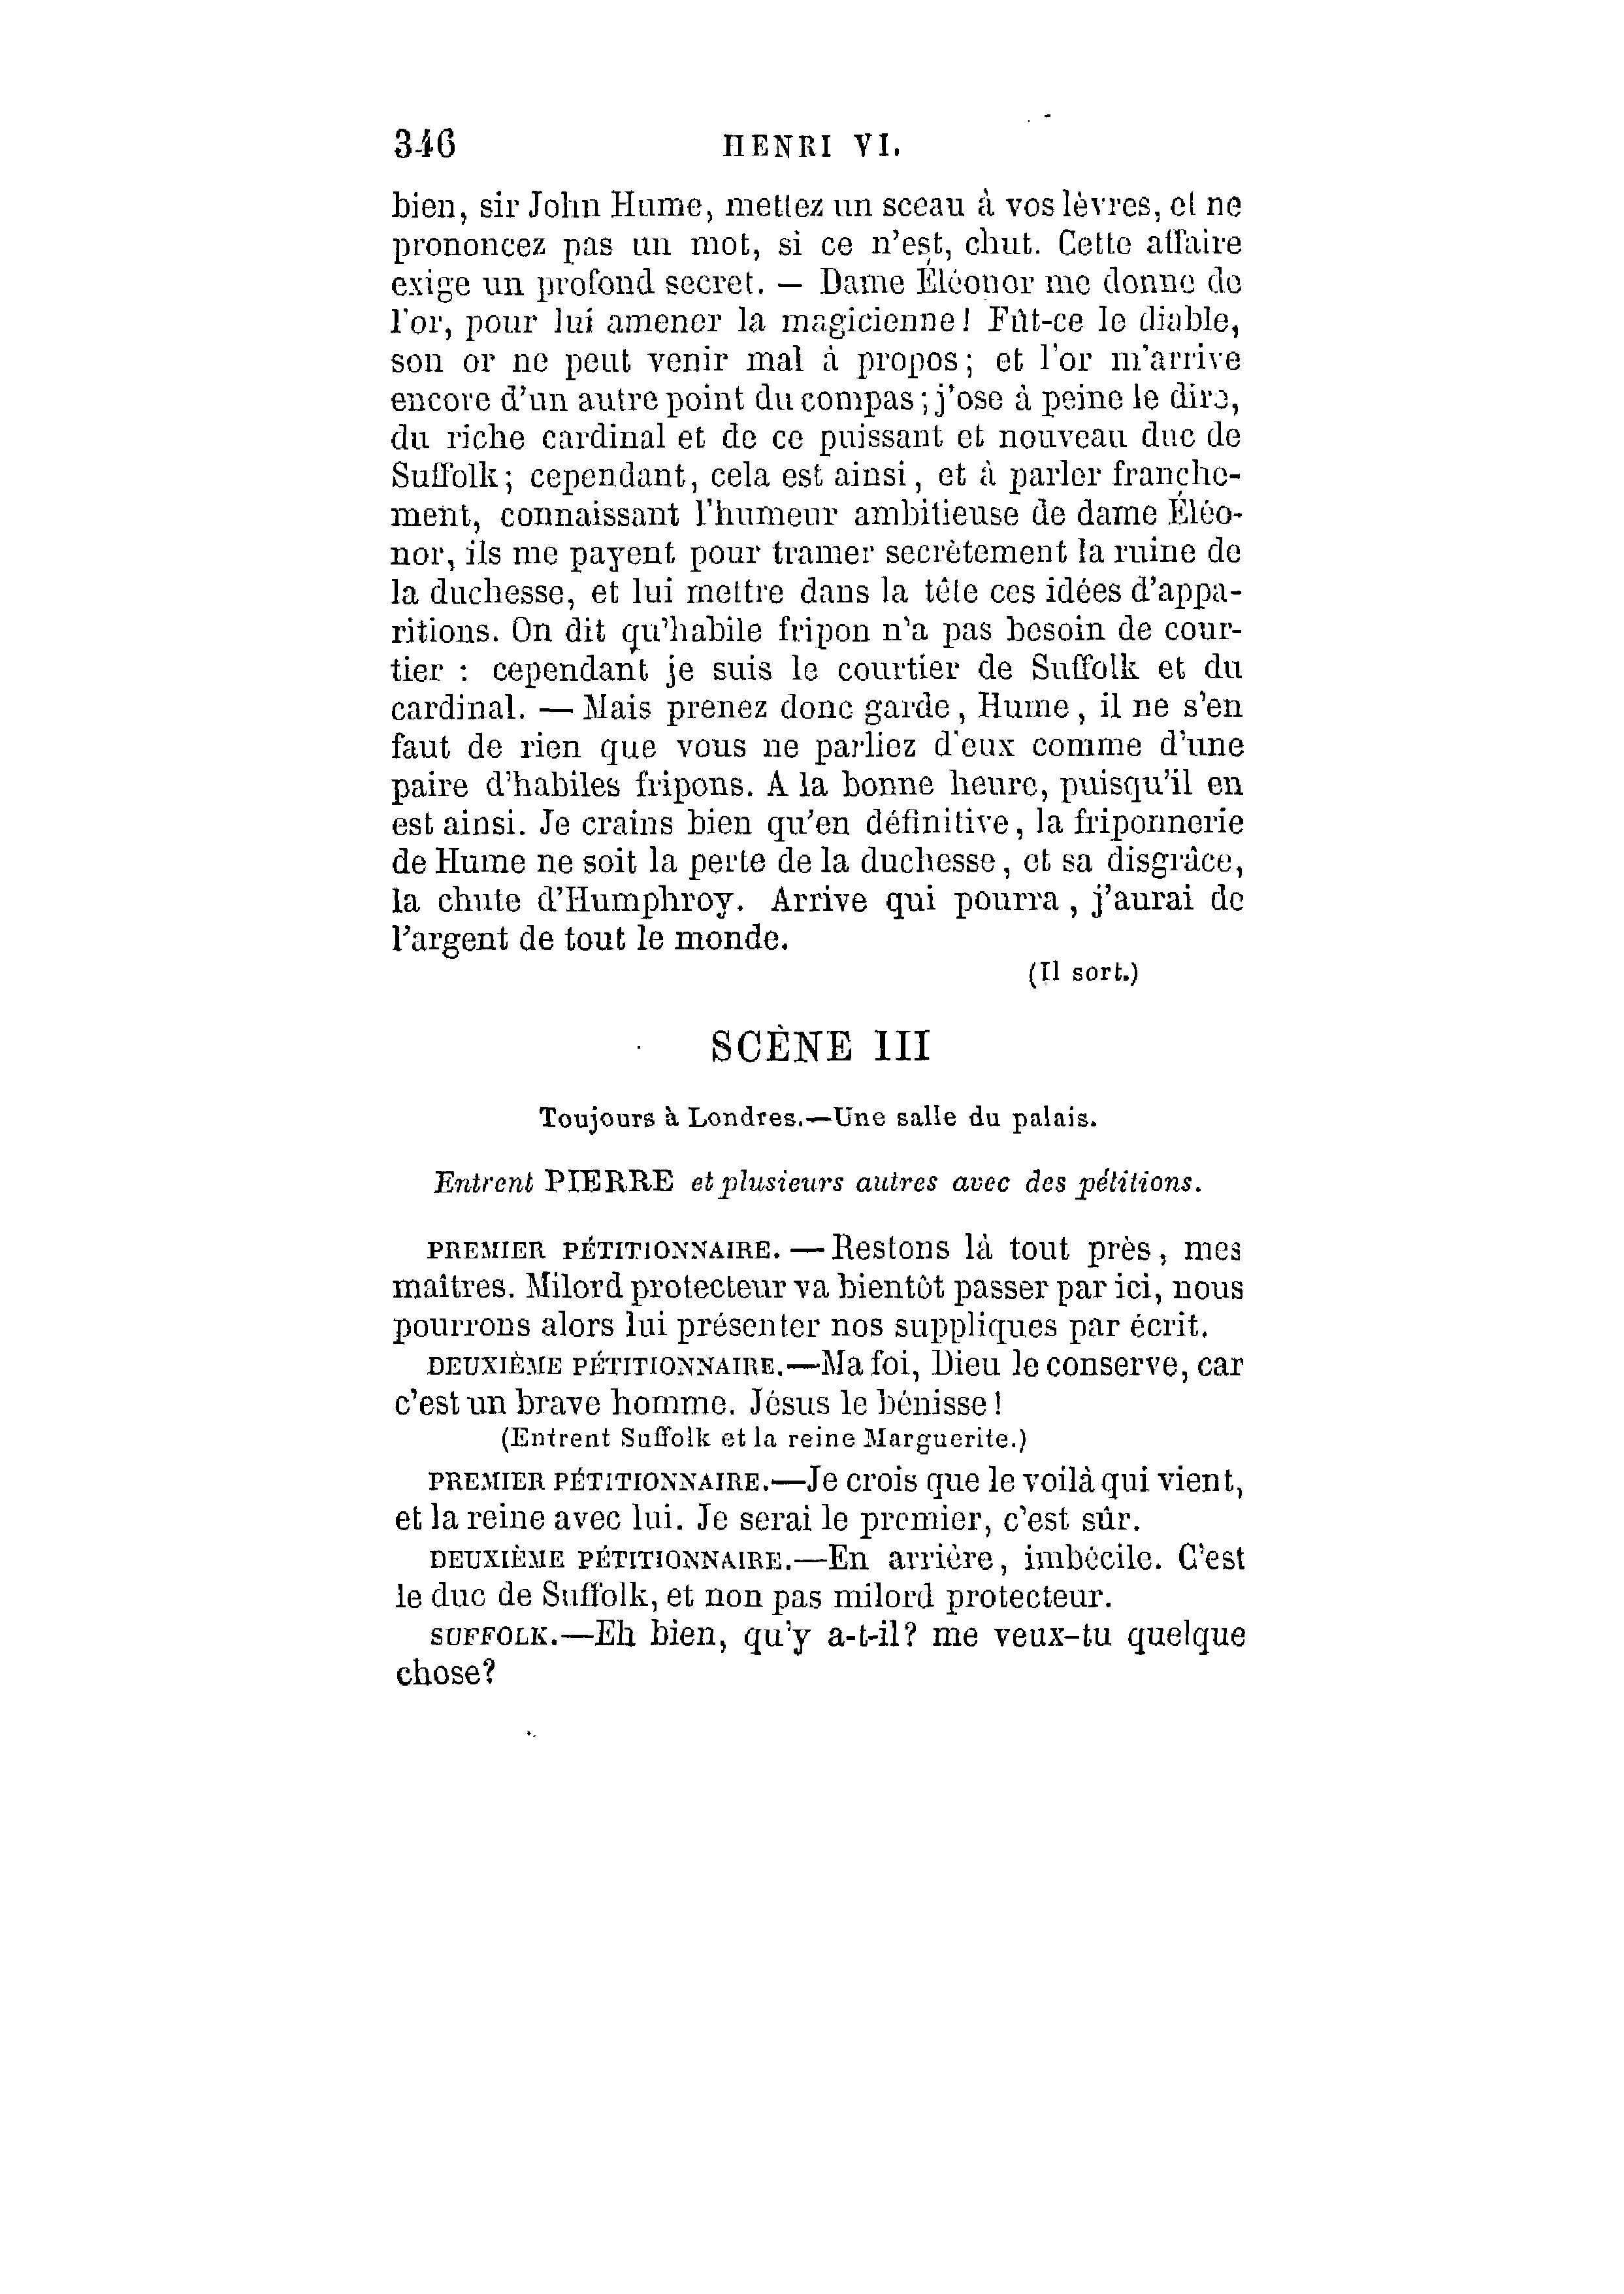 346 HENRI VI.
bien, sir John Hume, mettez un sceau à vos lèvres, et ne
prononcez pas un mot, si ce n'est, chut. Cette affaire
exige un profond secret. — Dame Éléonor me donne de
l'or, pour lui amener la magicienne! Fût-ce le diable,
son or ne peut venir mal à propos; et l'or m'arrive
encore d'un autre point du compas; j'ose à peine le dire,
du riche cardinal et de ce puissant et nouveau duc de
Suffolk; cependant, cela est ainsi, et à parler franche-
ment, connaissant l'humeur ambitieuse de dame Éléo-
nor, ils me payent pour tramer secrètement la ruine de
la duchesse, et lui mettre dans la tête ces idées d'appa-
ritions. On dit qu'habile fripon n'a pas besoin de cour-
tier : cependant je suis le courtier de Suffolk et du
cardinal. — Mais prenez donc garde, Hume, il ne s'en
faut de rien que vous ne parliez d'eux comme d'une
paire d'habiles fripons. A la bonne heure, puisqu'il en
est ainsi. Je crains bien qu'en définitive, la friponnerie
de Hume ne soit la perte de la duchesse, et sa disgrâce,
la chute d'Humphroy. Arrive qui pourra, j'aurai de
l'argent de tout le monde.
(Il sort.)
SCÈNE III
Toujours à Londres.—Une salle du palais.
Entrent PIERRE et plusieurs autres avec des pétitions.
PREMIER PÉTITIONNAIRE. — Restons là tout près, mes
maîtres. Milord protecteur va bientôt passer par ici, nous
pourrons alors lui présenter nos suppliques par écrit.
DEUXIÈME PÉTITIONNAIRE.—Ma foi, Dieu le conserve, car
c'est un brave homme. Jésus le bénisse!
(Entrent Suffolk et la reine Marguerite.)
PREMIER PÉTITIONNAIRE.—Je crois que le voilà qui vient,
et la reine avec lui. Je serai le premier, c'est sûr.
DEUXIÈME PÉTITIONNAIRE.—En arrière, imbécile. C'est
le duc de Suffolk, et non pas milord protecteur.
SUFFOLK.—Eh bien, qu'y a-t-il? me veux-tu quelque
chose?